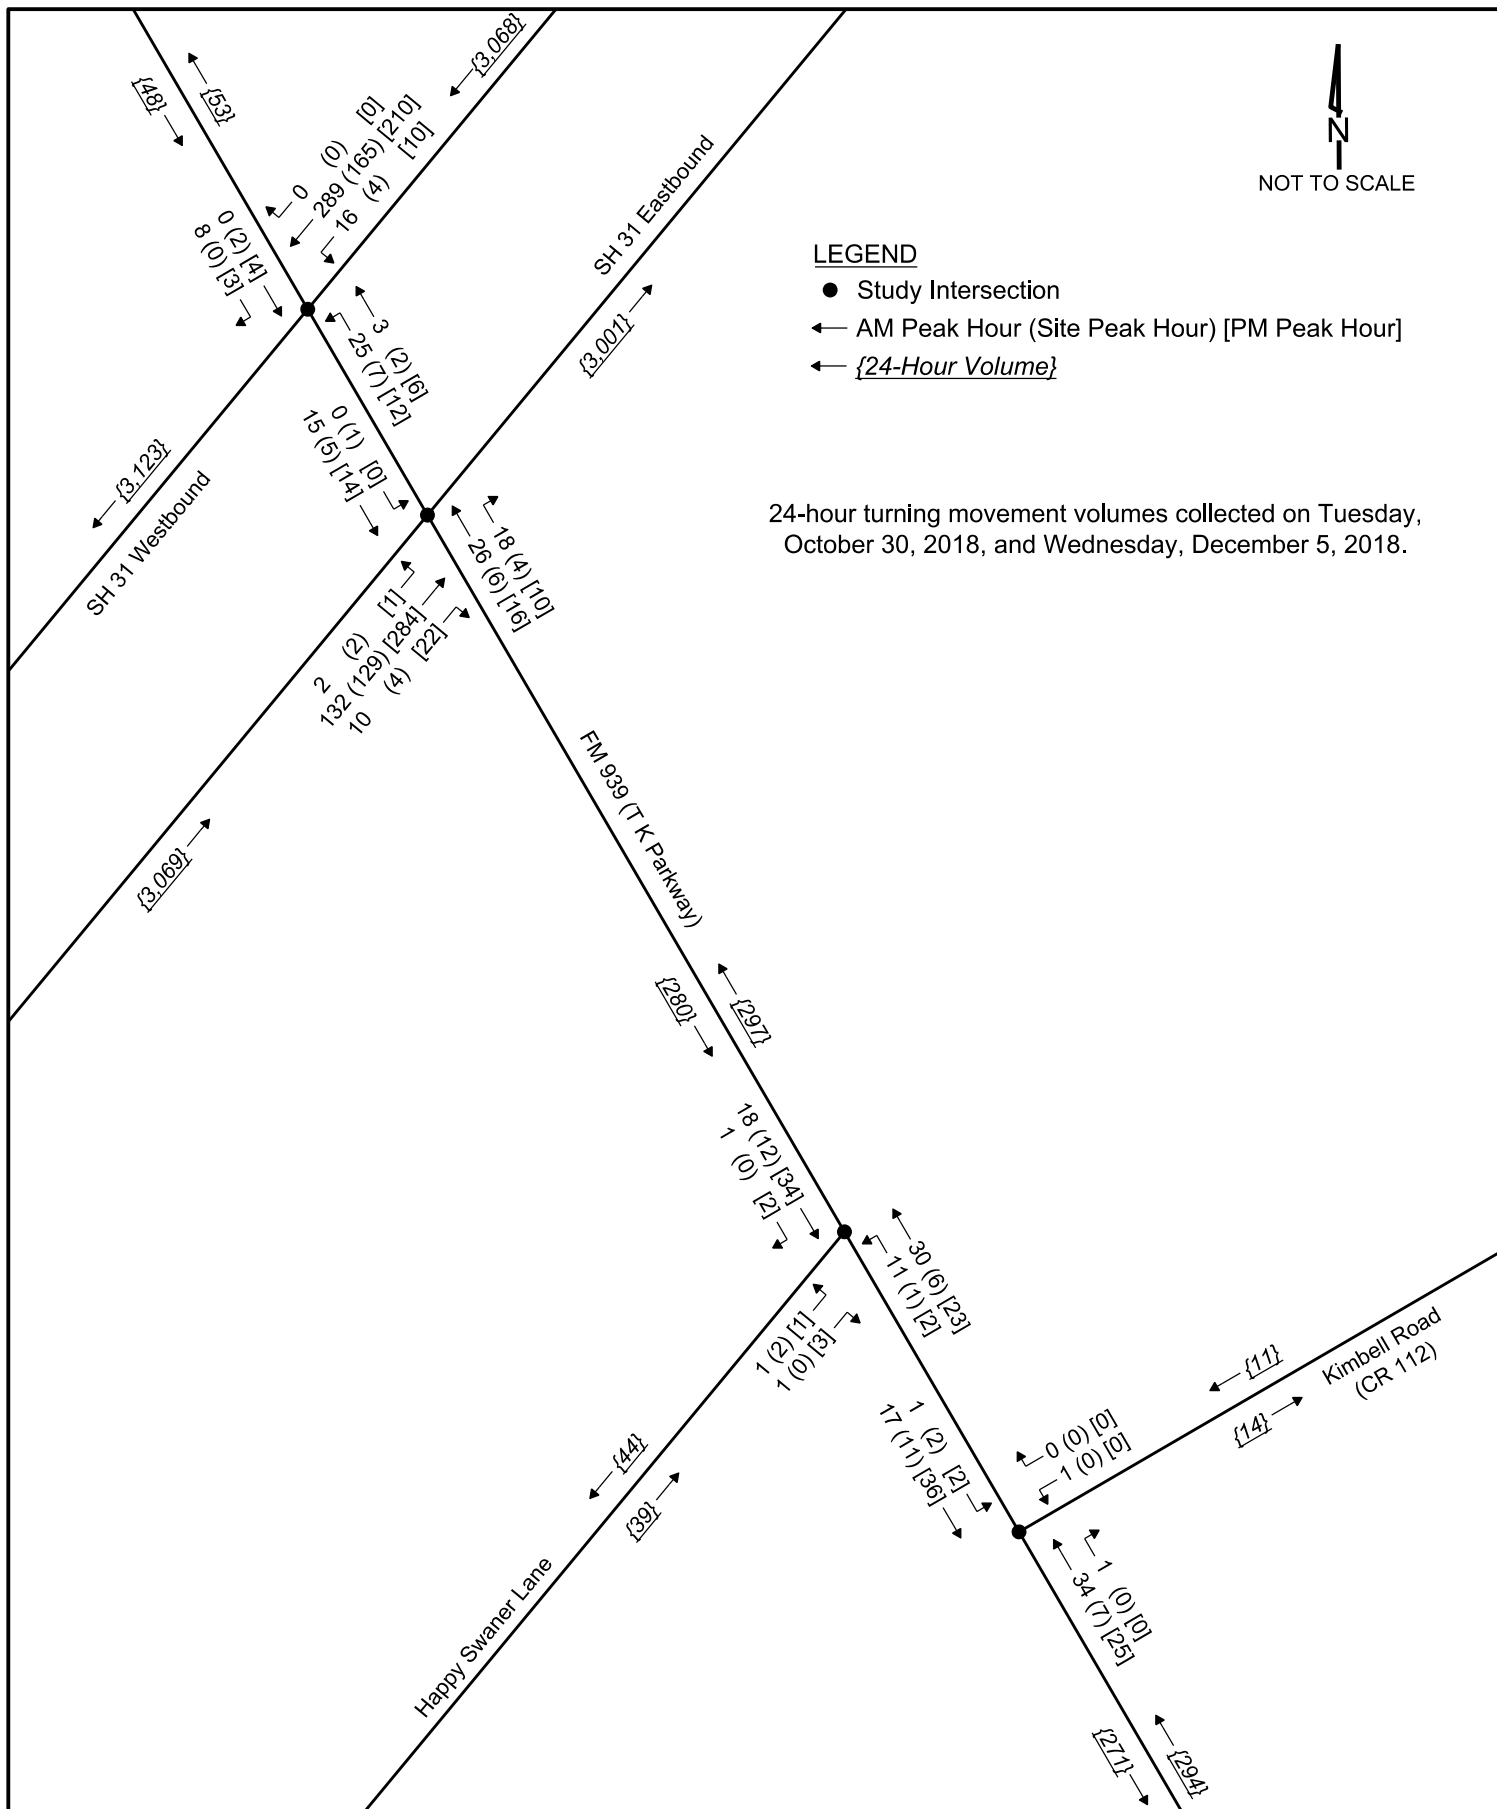 {3,068}
{53}
{48}
0 (0) [0]
289 (165) [210]
16 (4) [10]
0 (2) [4]
8 (0) [3]
3 (2) [6]
25 (7) [12]
SH 31 Eastbound
{3,001}
N
NOT TO SCALE
LEGEND
Study Intersection
AM Peak Hour (Site Peak Hour) [PM Peak Hour]
{24-Hour Volume}
{3,123}
SH 31 Westbound
0 (1) [0]
15 (5) [14]
18 (4) [10]
26 (6) [16]
24-hour turning movement volumes collected on Tuesday,
October 30, 2018, and Wednesday, December 5, 2018.
2 (2) [1]
132 (129) [284]
10 (4) [22]
{3,069}
FM 939 (T K Parkway)
{280}
{297}
18 (12) [34]
1 (0) [2]
30 (6) [23]
11 (1) [2]
1 (2) [1]
1 (0) [3]
{44}
{39}
Happy Swaner Lane
1 (2) [2]
17 (11) [36]
0 (0) [0]
1 (0) [0]
{11}
{14}
Kimbell Road
(CR 112)
1 (0) [0]
34 (7) [25]
{271}
{294}